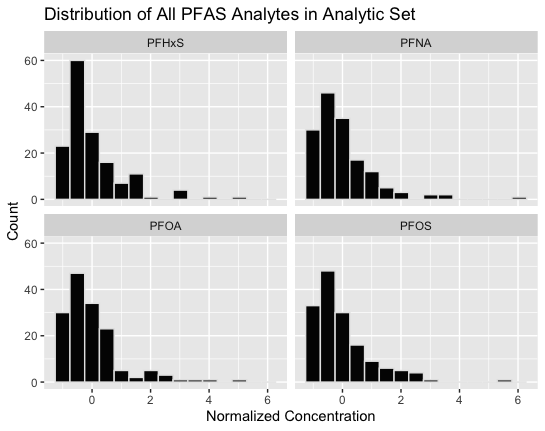 Distribution of All PFAS Analytes in Analytic Set
PFHxS
PFNA
60
40
20
0
PFOA
PFOS
60
40
20
0
0
2
4
6
0
2
4
6
Count
Normalized Concentration